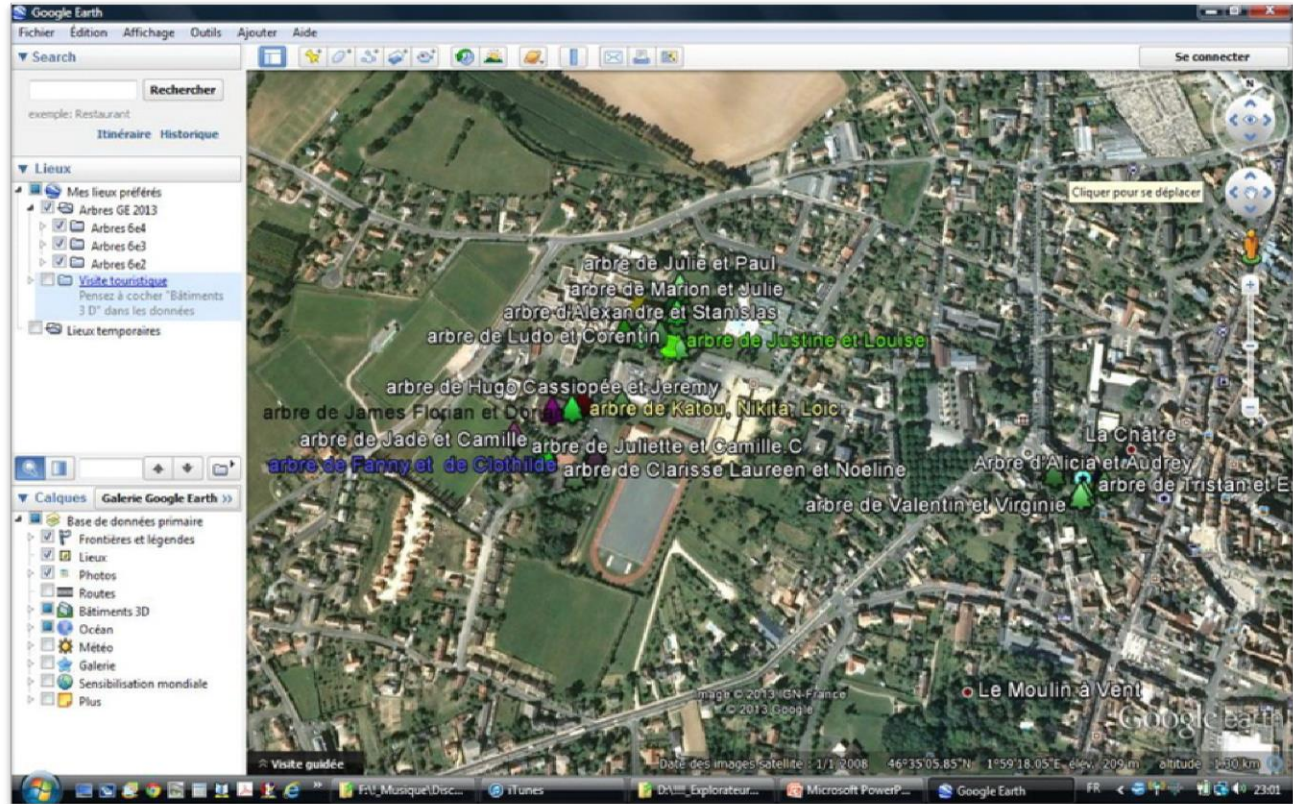 Google Earth
Fichier Édition Affichage Outils Ajouter Aide
Search
Se connecter
Rechercher
exemple: Restaurant
Itinéraire Historique
Lieux
Mes lieux préférés
Arbres GE 2013
Arbres 6e4
Arbres 6e3
Arbres 6e2
Visite touristique
Pensez à cocher "Bâtiments
3 D" dans les données
Lieux temporaires
Calques Galerie Google Earth >>
Base de données primaire
Frontières et légendes
Lieux
Photos
Routes
Bâtiments 3D
Océan
Météo
Galerie
Sensibilisation mondiale
Plus
N
Cliquer pour se déplacer
arbre de Julie et Paul
arbre de Marion et Julie
arbre d'Alexandre et Stanislas
arbre de Ludo et Corentin
arbre de Justine et Louise
arbre de Hugo Cassiopée et Jeremy
arbre de James Florian et
arbre de Katou, Nikita, Loic
arbre de Jade et Camille
arbre de Juliette et Camille C
arbre de Fanny et de Clothilde
arbre de Clarisse Laureen et Noeline
La Châtre
Arbre d'Alicia et Audrey
arbre de Tristan et
arbre de Valentin et Virginie
Le Moulin à Vent
Image © 2013 IGN-France
© 2013 Google
Google earth
Visite guidée
Date des images satellite : 1/1/2008 46°35'05.85"N 1°59'18.05"E élév. 209 m altitude 1.30 km
F:\!_Musique\Disc... iTunes D:\!!!_Explorateur... Microsoft PowerP... Google Earth FR 23:01